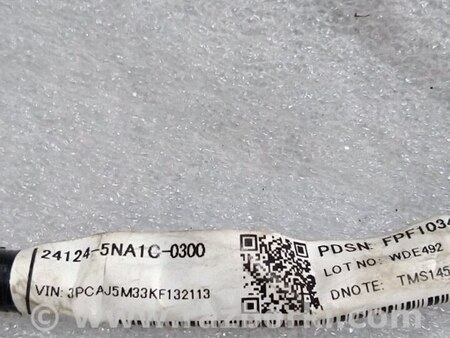 24124-5NA1C-0300
VIN: 3PCAJ5M33KF132113
PDSN: FPF1034
LOT NO: WDE492
DNOTE: TMS145